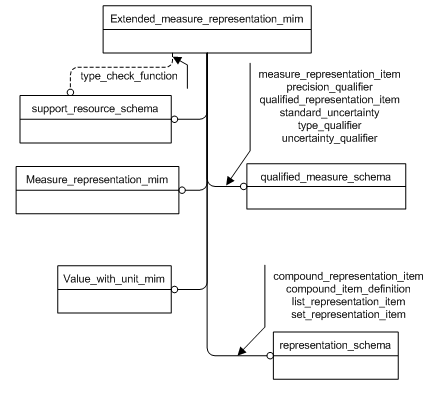 Extended_measure_representation_mim
type_check_function
support_resource_schema
measure_representation_item
precision_qualifier
qualified_representation_item
standard_uncertainty
type_qualifier
uncertainty_qualifier
Measure_representation_mim
qualified_measure_schema
Value_with_unit_mim
compound_representation_item
compound_item_definition
list_representation_item
set_representation_item
representation_schema